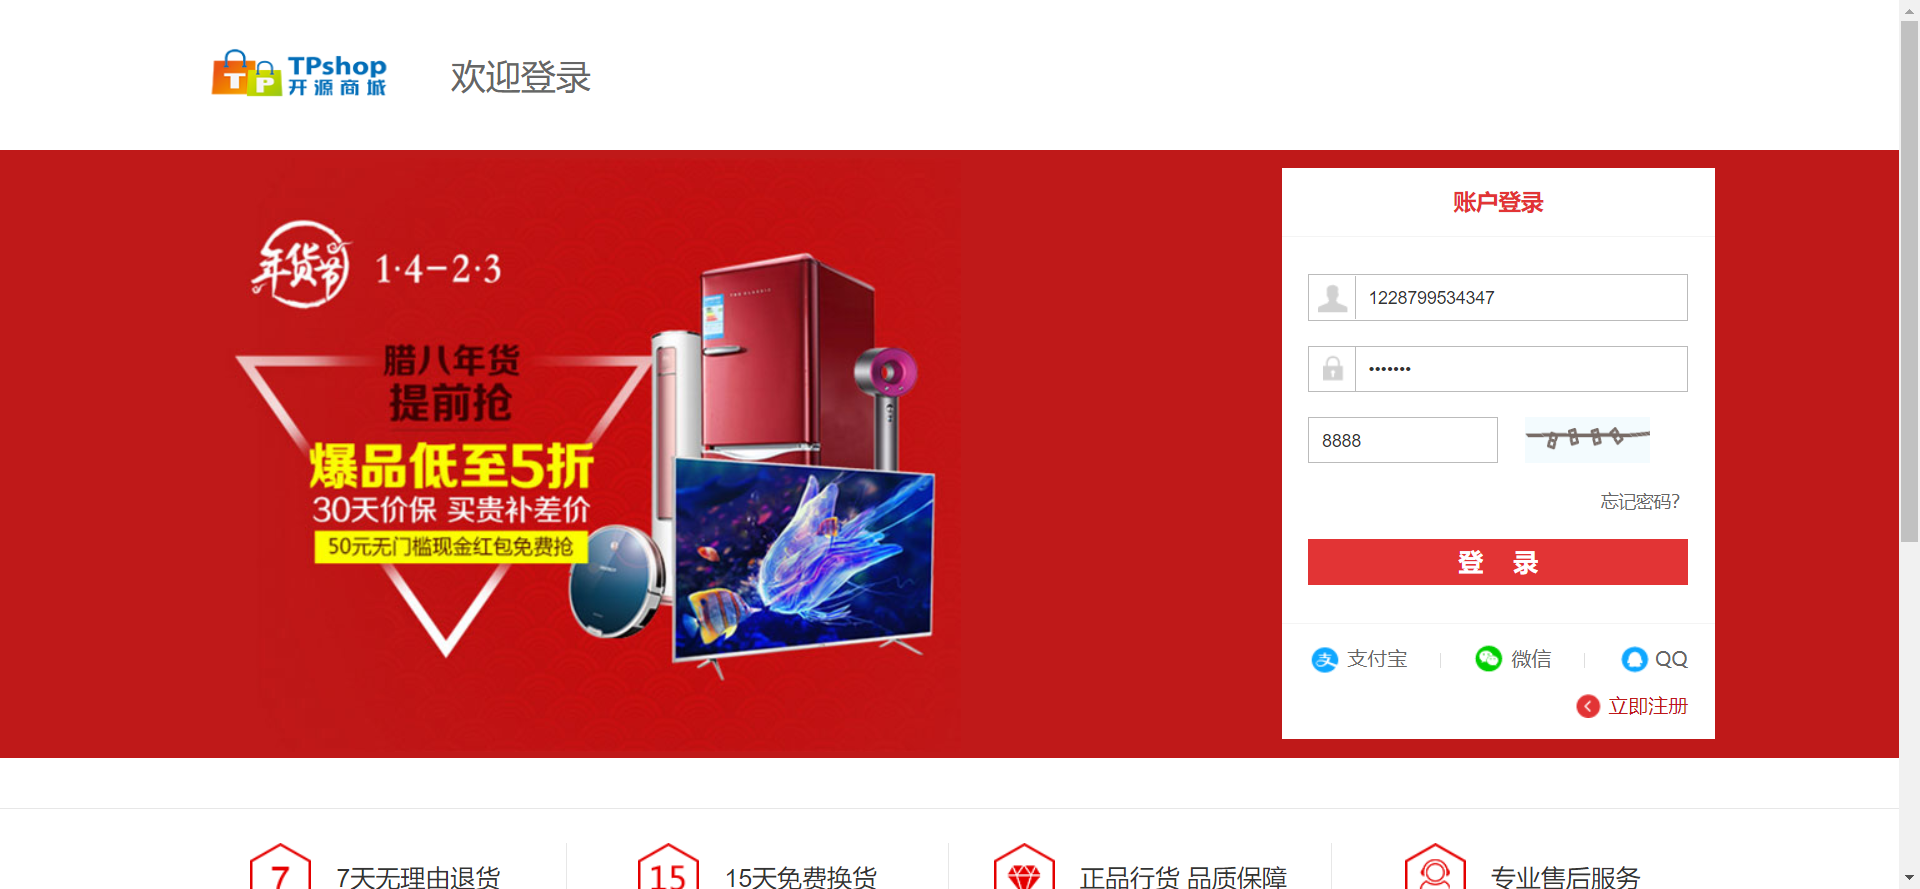 TPshop
开源商城
欢迎登录
年货节
1·4-2·3
腊八年货
提前抢
爆品低至5折
30天价保 买贵补差价
50元无门槛现金红包免费抢
账户登录
1228799534347
•••••••
8888
忘记密码?
登 录
支付宝
微信
QQ
立即注册
7
7天无理由退货
15
15天免费换货
正品行货 品质保障
专业售后服务